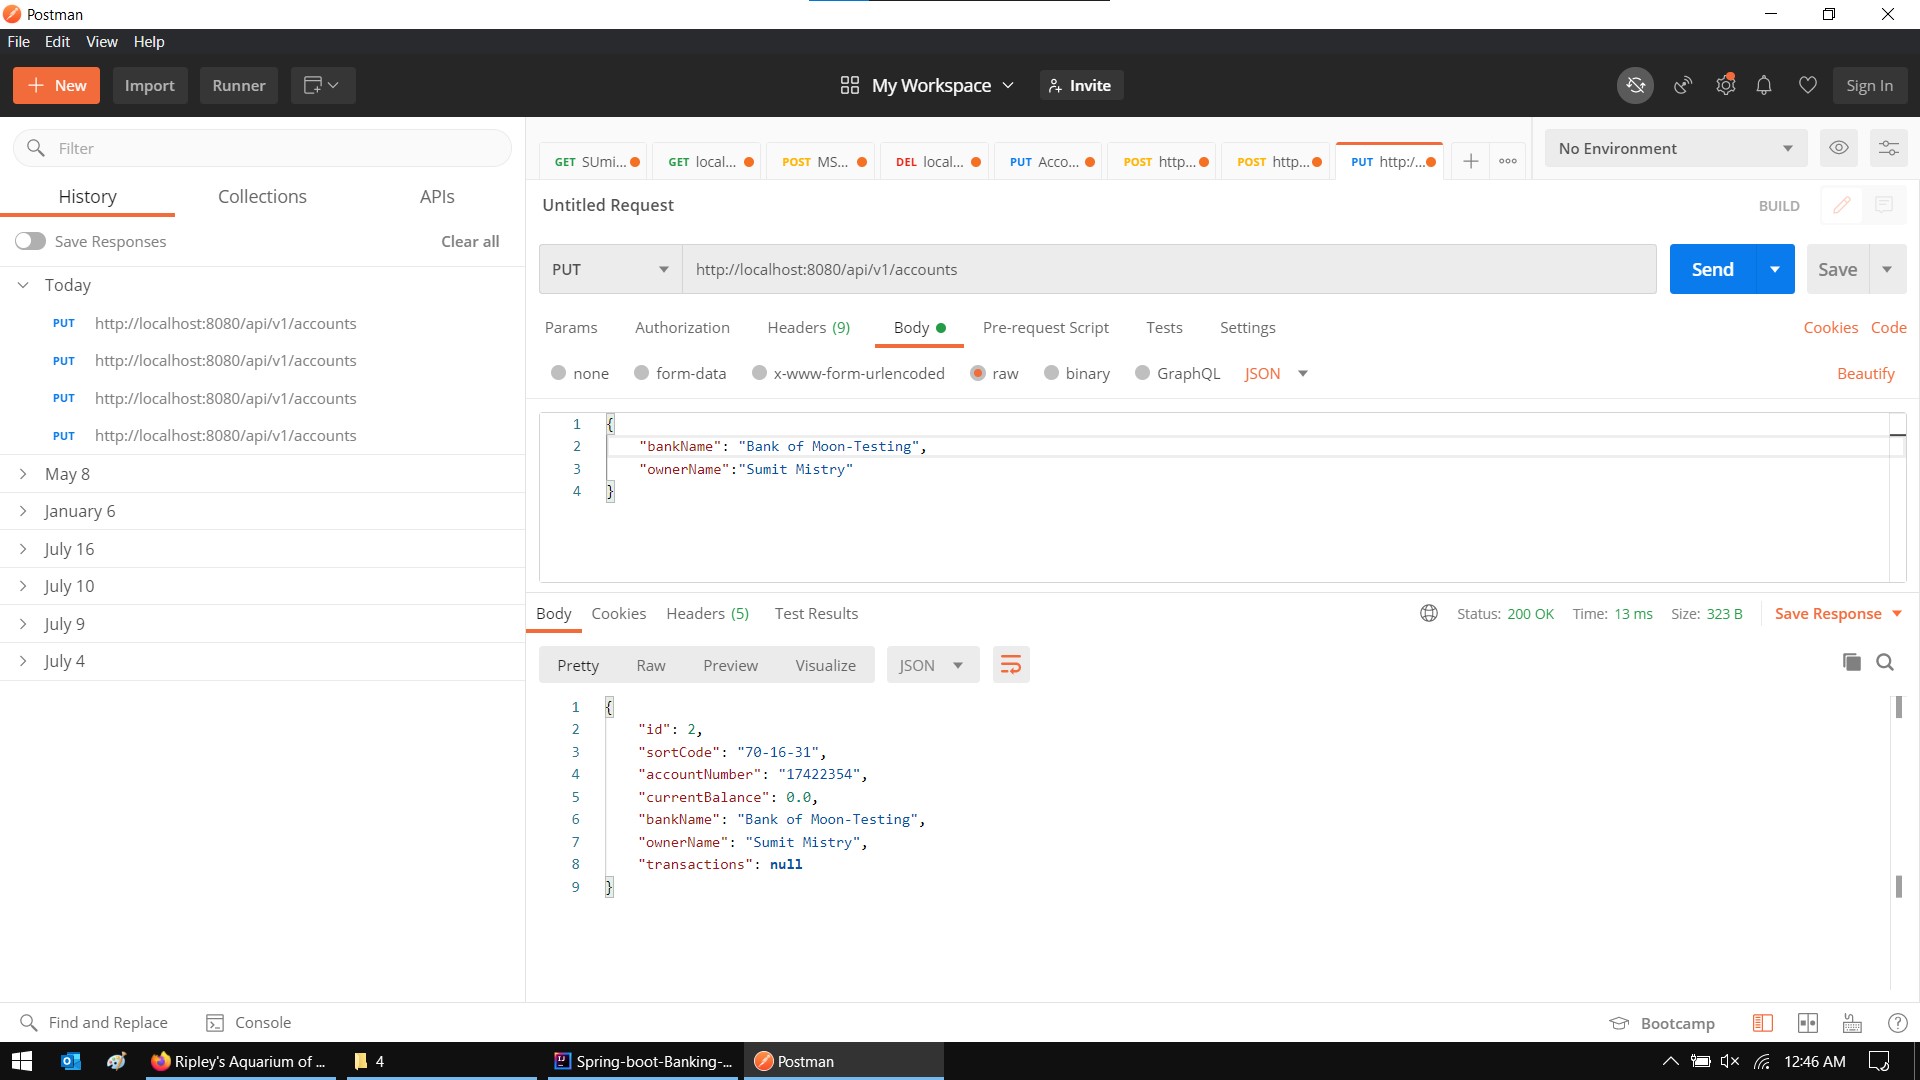 Postman
File Edit View Help
+ New Import Runner My Workspace Invite Sign In
Filter
History Collections APIs
Save Responses Clear all
Today
PUT http://localhost:8080/api/v1/accounts
PUT http://localhost:8080/api/v1/accounts
PUT http://localhost:8080/api/v1/accounts
PUT http://localhost:8080/api/v1/accounts
May 8
January 6
July 16
July 10
July 9
July 4
GET SUmi... GET local... POST MS... DEL local... PUT Acco... POST http... POST http... PUT http:/... + ooo No Environment
Untitled Request BUILD
PUT http://localhost:8080/api/v1/accounts Send Save
Params Authorization Headers (9) Body Pre-request Script Tests Settings Cookies Code
none form-data x-www-form-urlencoded raw binary GraphQL JSON Beautify
1 {
2 "bankName": "Bank of Moon-Testing",
3 "ownerName":"Sumit Mistry"
4 }
Body Cookies Headers (5) Test Results Status: 200 OK Time: 13 ms Size: 323 B Save Response
Pretty Raw Preview Visualize JSON
1 {
2 "id": 2,
3 "sortCode": "70-16-31",
4 "accountNumber": "17422354",
5 "currentBalance": 0.0,
6 "bankName": "Bank of Moon-Testing",
7 "ownerName": "Sumit Mistry",
8 "transactions": null
9 }
Find and Replace Console Bootcamp
Ripley's Aquarium of ... 4 Spring-boot-Banking-... Postman 12:46 AM